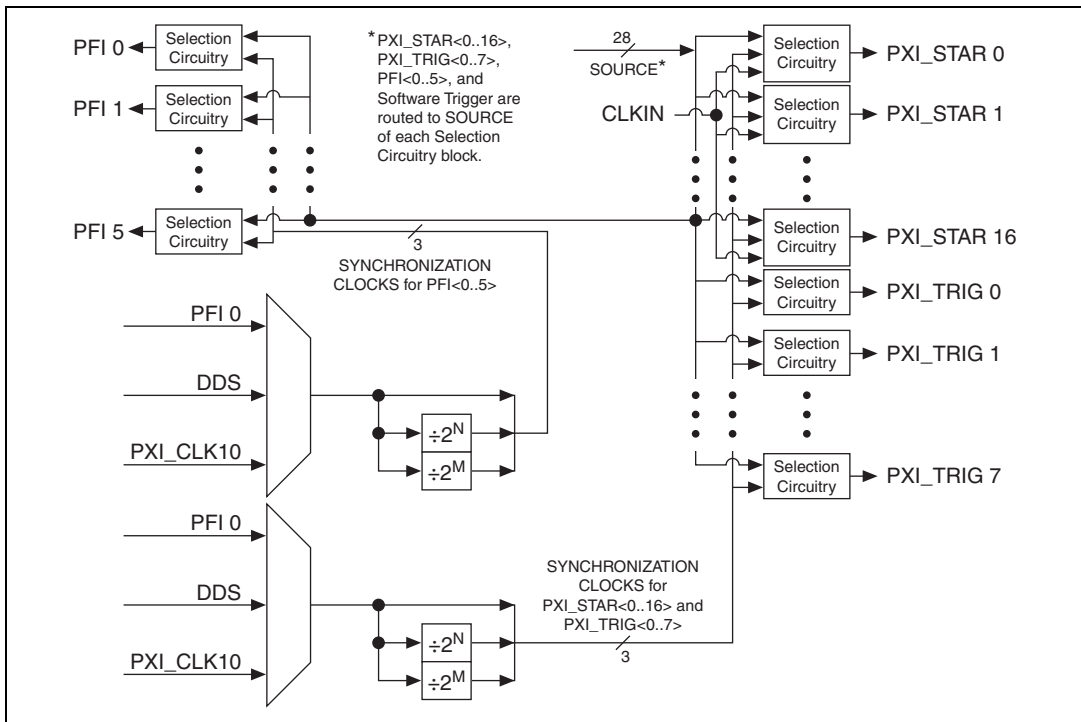 PFI 0
Selection
Circuitry
PFI 1
Selection
Circuitry
PFI 5
Selection
Circuitry
*PXI_STAR<0..16>,
PXI_TRIG<0..7>,
PFI<0..5>, and
Software Trigger are
routed to SOURCE
of each Selection
Circuitry block.
28
SOURCE*
CLKIN
Selection
Circuitry
PXI_STAR 0
Selection
Circuitry
PXI_STAR 1
Selection
Circuitry
PXI_STAR 16
Selection
Circuitry
PXI_TRIG 0
Selection
Circuitry
PXI_TRIG 1
Selection
Circuitry
PXI_TRIG 7
3
SYNCHRONIZATION
CLOCKS for PFI<0..5>
PFI 0
DDS
PXI_CLK10
÷2N
÷2M
PFI 0
DDS
PXI_CLK10
÷2N
÷2M
SYNCHRONIZATION
CLOCKS for
PXI_STAR<0..16> and
PXI_TRIG<0..7>
3